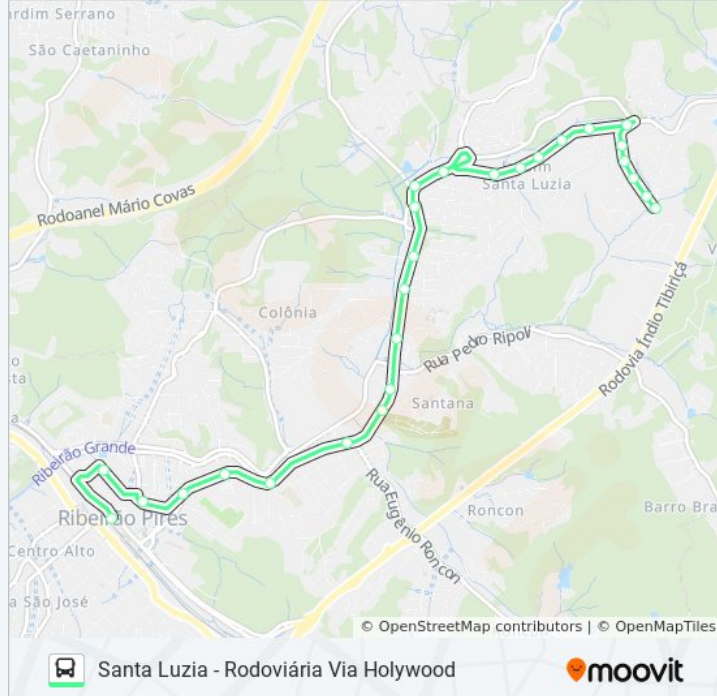 ardim Serrano
São Caetaninho
Santa Luzia
Rodoanel Mário Covas
Colônia
Rua Pedro Ripoli
Rodovia Índio Tibiriçá
Santana
Ribeirão Grande
Ribeirão Pires
Rua Eugênio Roncon
Roncon
Barro Bra
Centro Alto
a São José
© OpenStreetMap contributors | © OpenMapTiles
Santa Luzia - Rodoviária Via Holywood
moovit